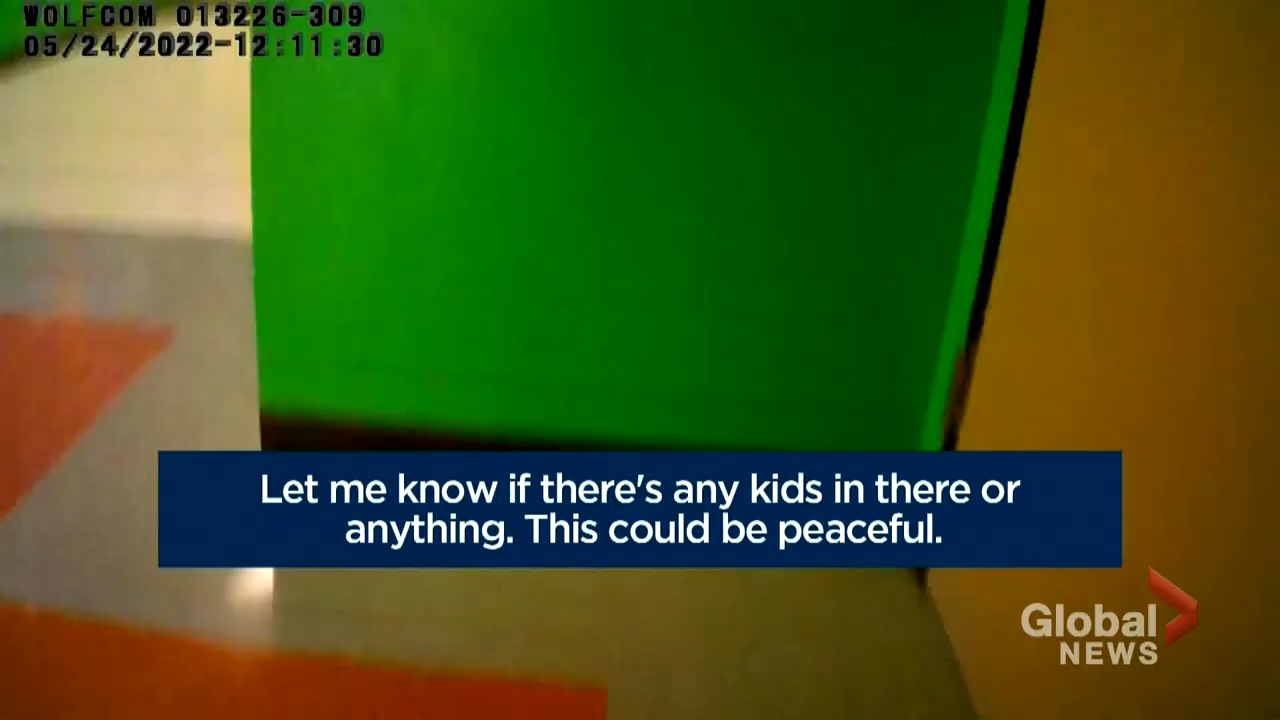 WOLFCOM 013226-309
05/24/2022-12:11:30
Let me know if there's any kids in there or
anything. This could be peaceful.
Global
NEWS